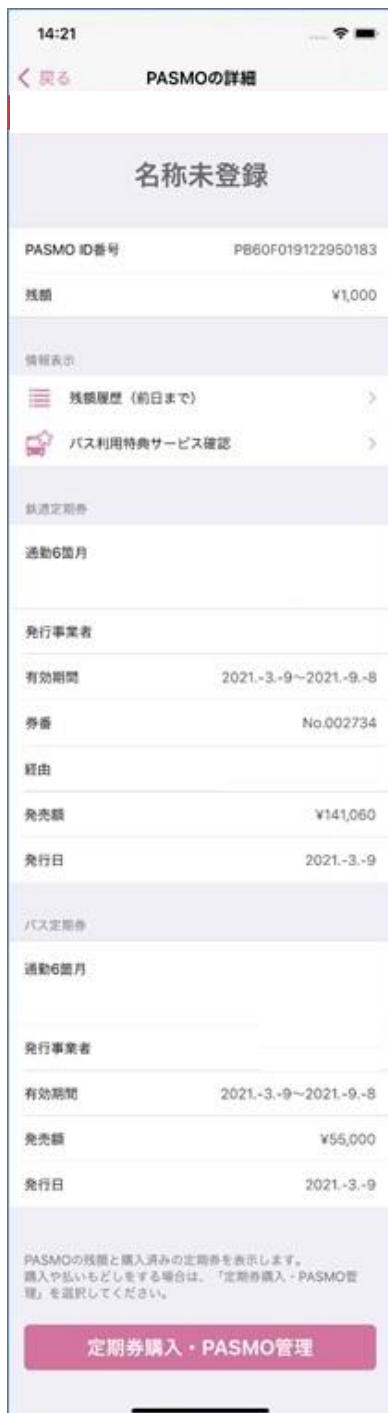 14:21
戻る
PASMOの詳細
名称未登録
PASMO ID番号 PB60F019122950183
残額 ¥1,000
情報表示
残額履歴（前日まで）
バス利用特典サービス確認
鉄道定期券
通勤6箇月
発行事業者
有効期間 2021.-3.-9～2021.-9.-8
券番 No.002734
経由
発売額 ¥141,060
発行日 2021.-3.-9
バス定期券
通勤6箇月
発行事業者
有効期間 2021.-3.-9～2021.-9.-8
発売額 ¥55,000
発行日 2021.-3.-9
PASMOの残額と購入済みの定期券を表示します。
購入や払いもどしをする場合は、「定期券購入・PASMO管
理」を選択してください。
定期券購入・PASMO管理